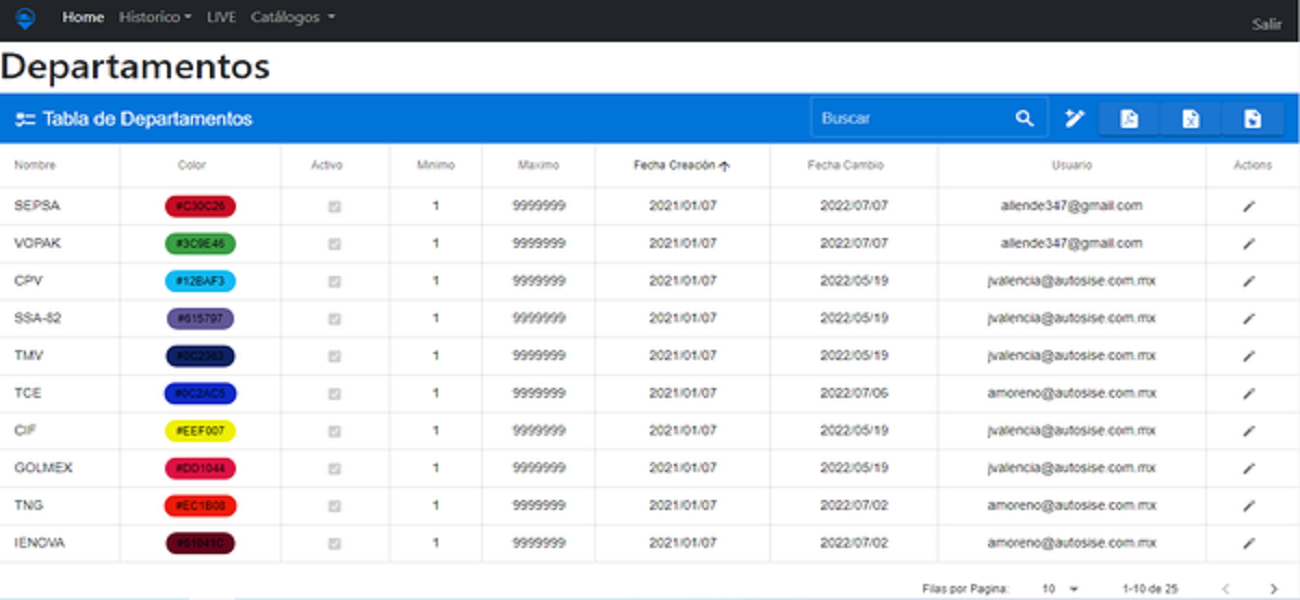 Home Historico LIVE Catálogos
Salir
Departamentos
Tabla de Departamentos Buscar
Nombre Color Activo Minimo Maximo Fecha Creación Fecha Cambio Usuario Actions
SEPSA #C30C26 1 9999999 2021/01/07 2022/07/07 allende347@gmail.com
VOPAK #3C9E46 1 9999999 2021/01/07 2022/07/07 allende347@gmail.com
CPV #12BAF3 1 9999999 2021/01/07 2022/05/19 jvalencia@autosise.com.mx
SSA-82 #615797 1 9999999 2021/01/07 2022/05/19 jvalencia@autosise.com.mx
TMV 1 9999999 2021/01/07 2022/05/19 jvalencia@autosise.com.mx
TCE #0C2AC5 1 9999999 2021/01/07 2022/07/06 amoreno@autosise.com.mx
CIF #EEF007 1 9999999 2021/01/07 2022/05/19 jvalencia@autosise.com.mx
GOLMEX #DD1044 1 9999999 2021/01/07 2022/05/19 jvalencia@autosise.com.mx
TNG #EC1B08 1 9999999 2021/01/07 2022/07/02 amoreno@autosise.com.mx
IENOVA 1 9999999 2021/01/07 2022/07/02 amoreno@autosise.com.mx
Filas por Pagina: 10 1-10 de 25